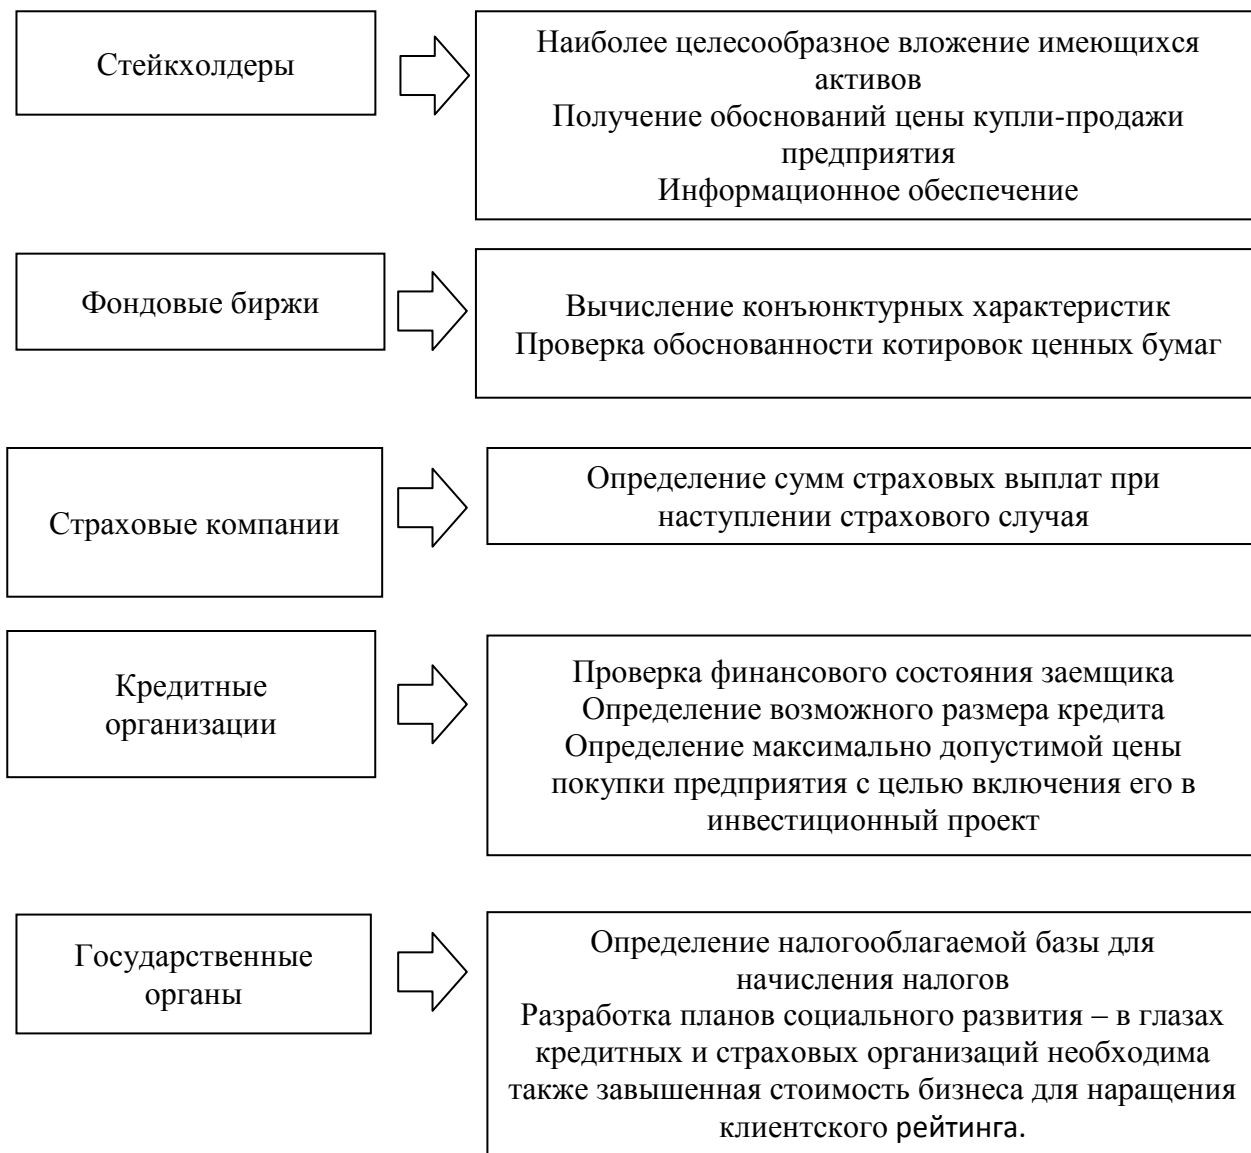 Стейкхолдеры
Наиболее целесообразное вложение имеющихся
активов
Получение обоснований цены купли-продажи
предприятия
Информационное обеспечение
Фондовые биржи
Вычисление конъюнктурных характеристик
Проверка обоснованности котировок ценных бумаг
Страховые компании
Определение сумм страховых выплат при
наступлении страхового случая
Кредитные
организации
Проверка финансового состояния заемщика
Определение возможного размера кредита
Определение максимально допустимой цены
покупки предприятия с целью включения его в
инвестиционный проект
Государственные
органы
Определение налогооблагаемой базы для
начисления налогов
Разработка планов социального развития – в глазах
кредитных и страховых организаций необходима
также завышенная стоимость бизнеса для наращения
клиентского рейтинга.